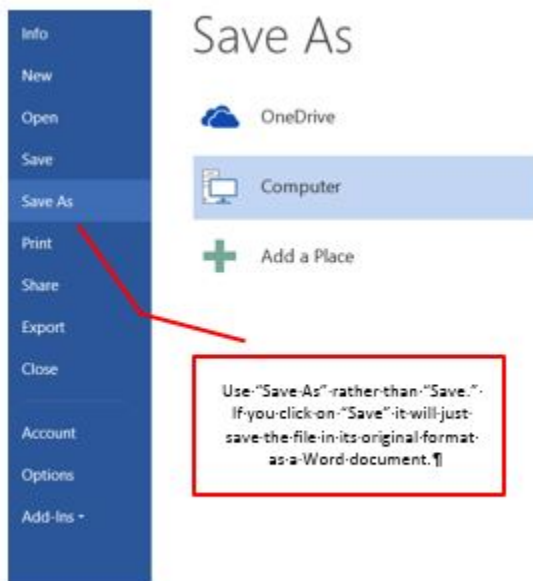 Info
New
Open
Save
Save As
Print
Share
Export
Close
Account
Options
Add-Ins
Save As
OneDrive
Computer
Add a Place
Use·“Save·As”·rather·than·“Save.”·
If·you·click·on·“Save”·it·will·just·
save·the·file·in·its·original·format·
as·a·Word·document.¶